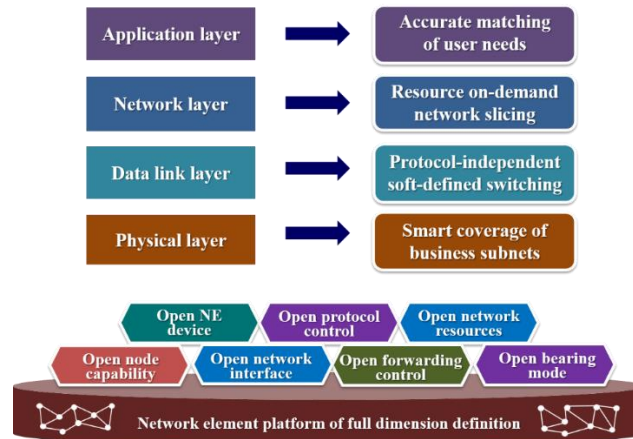 Application layer
Accurate matching
of user needs
Network layer
Resource on-demand
network slicing
Data link layer
Protocol-independent
soft-defined switching
Physical layer
Smart coverage of
business subnets
Open NE
device
Open protocol
control
Open network
resources
Open node
capability
Open network
interface
Open forwarding
control
Open bearing
mode
Network element platform of full dimension definition